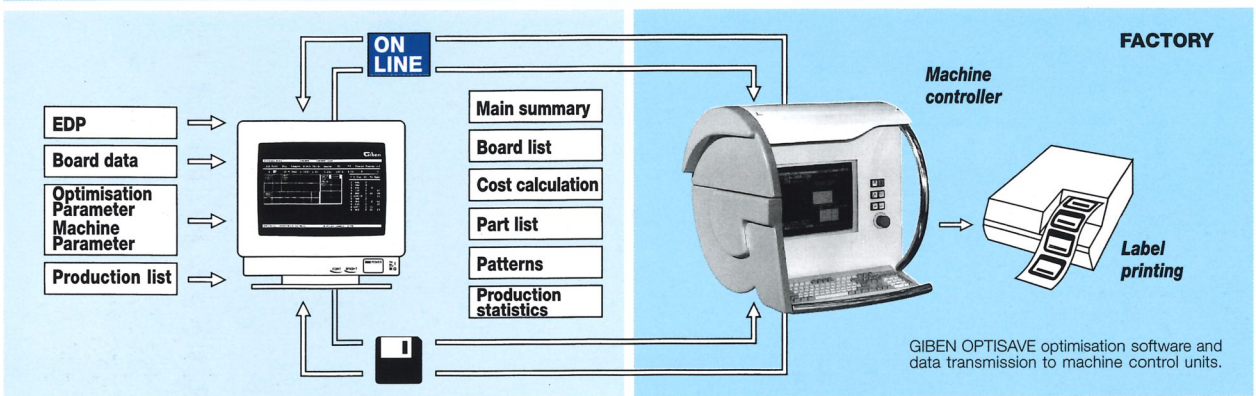 ON
LINE
FACTORY
EDP
Board data
Optimisation
Parameter
Machine
Parameter
Production list
Giben
Main summary
Board list
Cost calculation
Part list
Patterns
Production
statistics
Machine
controller
Label
printing
GIBEN OPTISAVE optimisation software and
data transmission to machine control units.